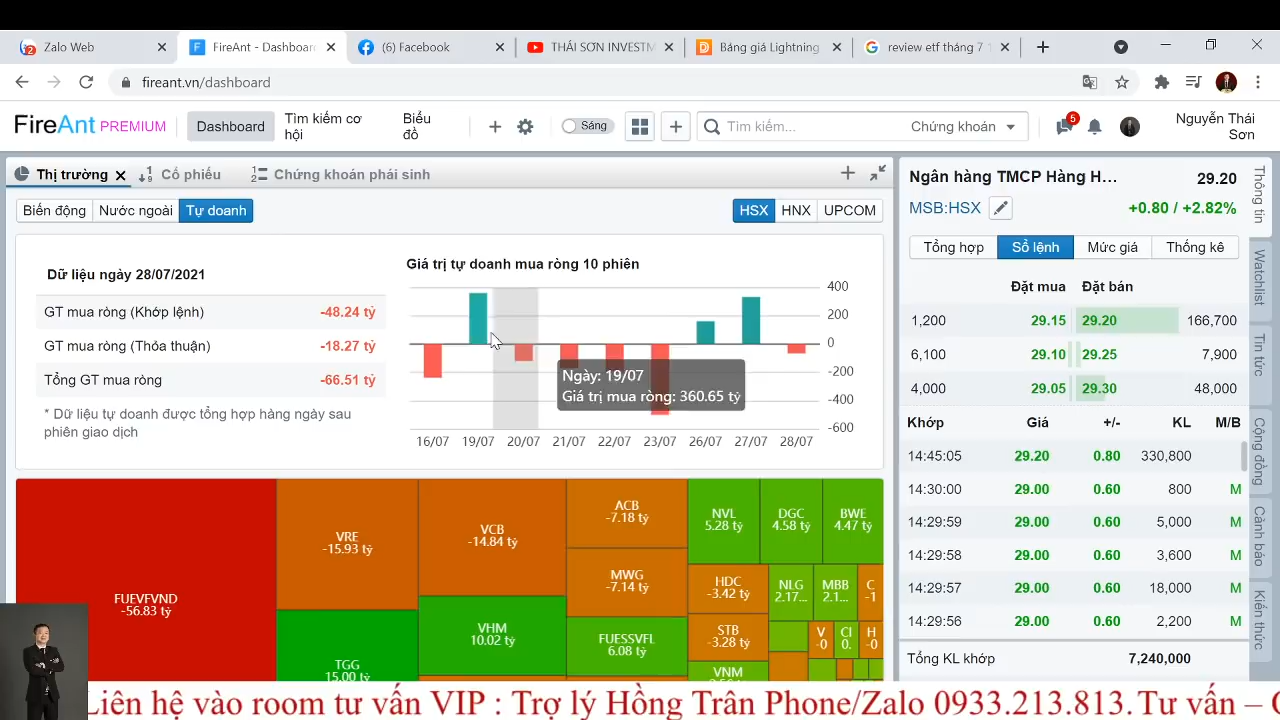 Zalo Web
FireAnt - Dashboar
(6) Facebook
THÁI SƠN INVESTM
Bảng giá Lightning
review etf tháng 7
fireant.vn/dashboard
FireAnt PREMIUM
Dashboard
Tìm kiếm cơ hội
Biểu đồ
Sáng
Tìm kiếm...
Chứng khoán
5
Nguyễn Thái Sơn
Thị trường
Cổ phiếu
Chứng khoán phái sinh
Biến động
Nước ngoài
Tự doanh
HSX
HNX
UPCOM
Dữ liệu ngày 28/07/2021
GT mua ròng (Khớp lệnh) -48.24 tỷ
GT mua ròng (Thỏa thuận) -18.27 tỷ
Tổng GT mua ròng -66.51 tỷ
* Dữ liệu tự doanh được tổng hợp hàng ngày sau
phiên giao dịch
Giá trị tự doanh mua ròng 10 phiên
400
200
0
-200
-400
-600
Ngày: 19/07
Giá trị mua ròng: 360.65 tỷ
16/07 19/07 20/07 21/07 22/07 23/07 26/07 27/07 28/07
FUEVFVND
-56.83 tỷ
VRE
-15.93 tỷ
TGG
15.00 tỷ
VCB
-14.84 tỷ
VHM
10.02 tỷ
ACB
-7.18 tỷ
MWG
-7.14 tỷ
FUESSVFL
6.08 tỷ
NVL
5.28 tỷ
DGC
4.58 tỷ
BWE
4.47 tỷ
HDC
-3.42 tỷ
NLG
2.17...
MBB
2.1...
C
-1
STB
-3.28 tỷ
V
-0
CI
0.
H
-0
VNM
Ngân hàng TMCP Hàng H... 29.20
MSB:HSX +0.80 / +2.82%
Tổng hợp
Sổ lệnh
Mức giá
Thống kê
Đặt mua Đặt bán
1,200 29.15 29.20 166,700
6,100 29.10 29.25 7,900
4,000 29.05 29.30 48,000
Khớp Giá +/- KL M/B
14:45:05 29.20 0.80 330,800
14:30:00 29.00 0.60 800 M
14:29:59 29.00 0.60 5,000 M
14:29:58 29.00 0.60 3,600 M
14:29:57 29.00 0.60 18,000 M
14:29:56 29.00 0.60 2,200 M
Tổng KL khớp 7,240,000
Thông tin
Watchlist
Tin tức
Cộng đồng
Cảnh báo
Kiến thức
Liên hệ vào room tư vấn VIP : Trợ lý Hồng Trân Phone/Zalo 0933.213.813.Tư vấn –